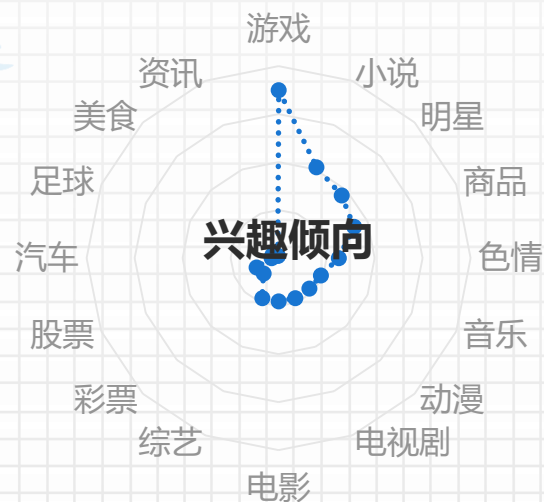 游戏
资讯
小说
美食
明星
足球
商品
兴趣倾向
汽车
色情
股票
音乐
彩票
动漫
综艺
电视剧
电影